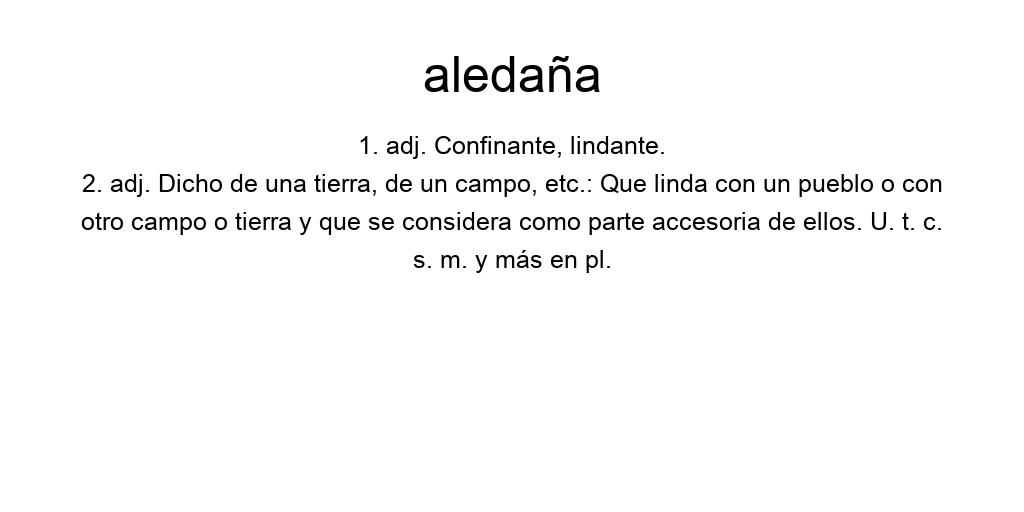 aledaña
1. adj. Confinante, lindante.
2. adj. Dicho de una tierra, de un campo, etc.: Que linda con un pueblo o con
otro campo o tierra y que se considera como parte accesoria de ellos. U. t. c.
s. m. y más en pl.